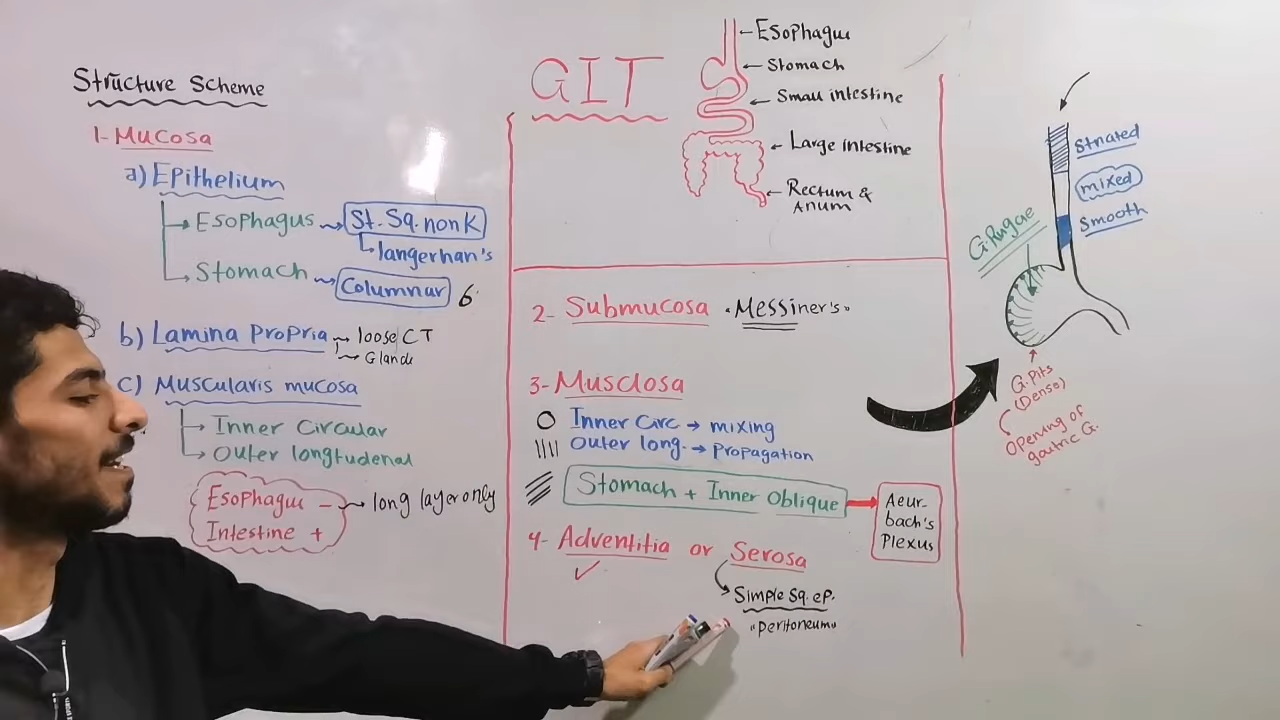 Structure Scheme
1- Mucosa
a) Epithelium
Esophagus
St. Sq. non K
langerhan's
Stomach
Columnar
6
b) Lamina Propria
loose CT
Glands
C) Muscularis mucosa
Inner Circular
Outer longtudenal
Esophagus -
Intestine +
long layer only
GIT
Esophagus
Stomach
Small intestine
Large intestine
Rectum &
Anum
2- Submucosa "Messiner's"
3- Musclosa
Inner Circ → mixing
Outer long. → Propagation
Stomach + Inner Oblique
Aeur-
bach's
Plexus
4- Adventitia or Serosa
Simple Sq. eP.
"Peritoneum"
Striated
mixed
Smooth
G. Rugae
G. Pits
(Denso)
Opening of
gastric G.